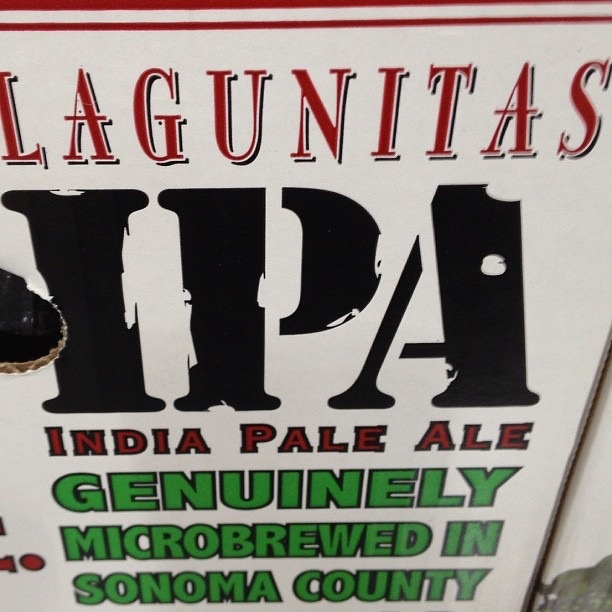 LAGUNITAS
IPA
INDIA PALE ALE
GENUINELY
MICROBREWED IN
SONOMA COUNTY